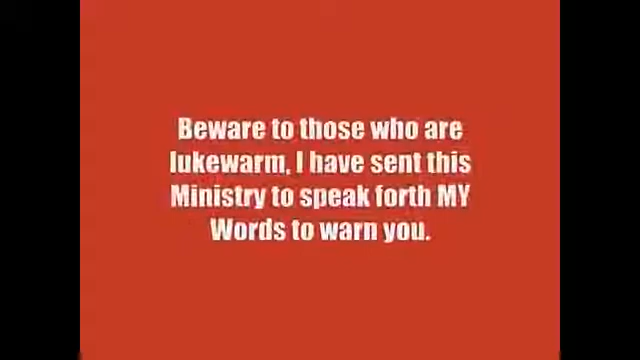 Beware to those who are
lukewarm, I have sent this
Ministry to speak forth MY
Words to warn you.